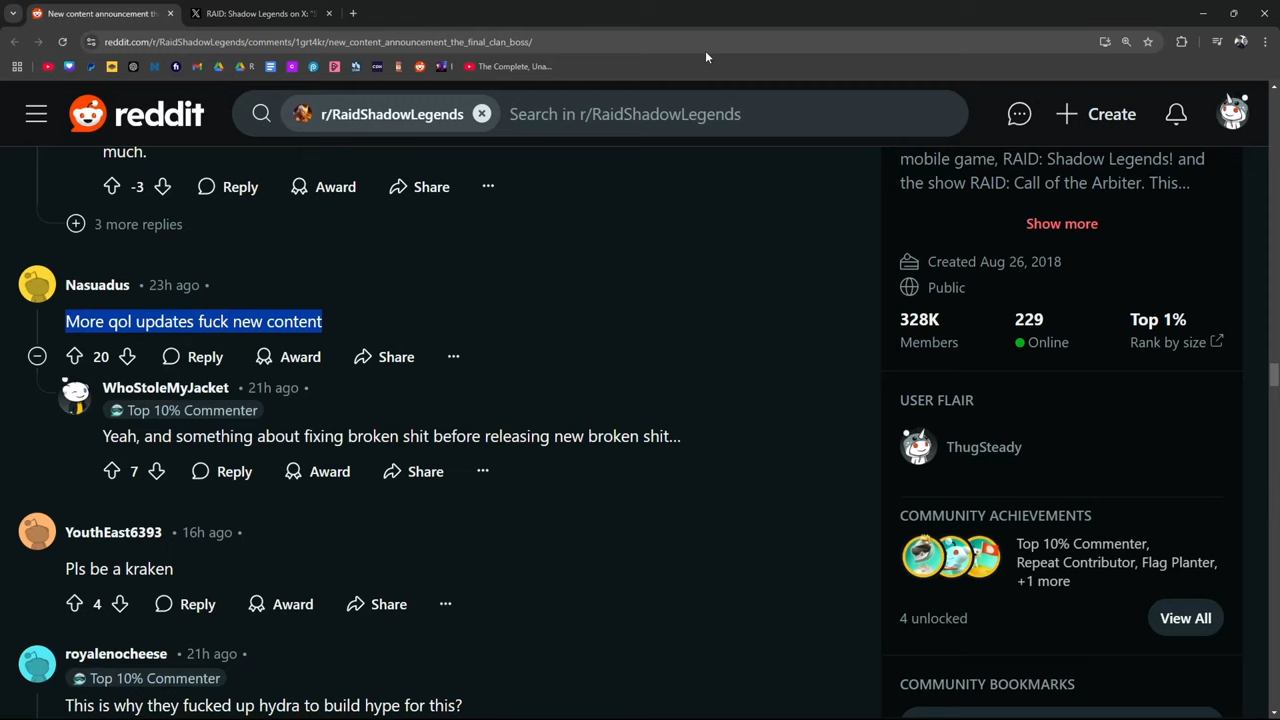 New content announcement th
RAID: Shadow Legends on X: "S
reddit.com/r/RaidShadowLegends/comments/1grt4kr/new_content_announcement_the_final_clan_boss/
R
I
The Complete, Una...
reddit
r/RaidShadowLegends
Search in r/RaidShadowLegends
Create
much.
-3
Reply
Award
Share
3 more replies
Nasuadus • 23h ago •
More qol updates fuck new content
20
Reply
Award
Share
WhoStoleMyJacket • 21h ago •
Top 10% Commenter
Yeah, and something about fixing broken shit before releasing new broken shit...
7
Reply
Award
Share
YouthEast6393 • 16h ago •
Pls be a kraken
4
Reply
Award
Share
royalenocheese • 21h ago •
Top 10% Commenter
This is why they fucked up hydra to build hype for this?
mobile game, RAID: Shadow Legends! and
the show RAID: Call of the Arbiter. This...
Show more
Created Aug 26, 2018
Public
328K
229
Top 1%
Members
Online
Rank by size
USER FLAIR
ThugSteady
COMMUNITY ACHIEVEMENTS
Top 10% Commenter,
Repeat Contributor, Flag Planter,
+1 more
4 unlocked
View All
COMMUNITY BOOKMARKS